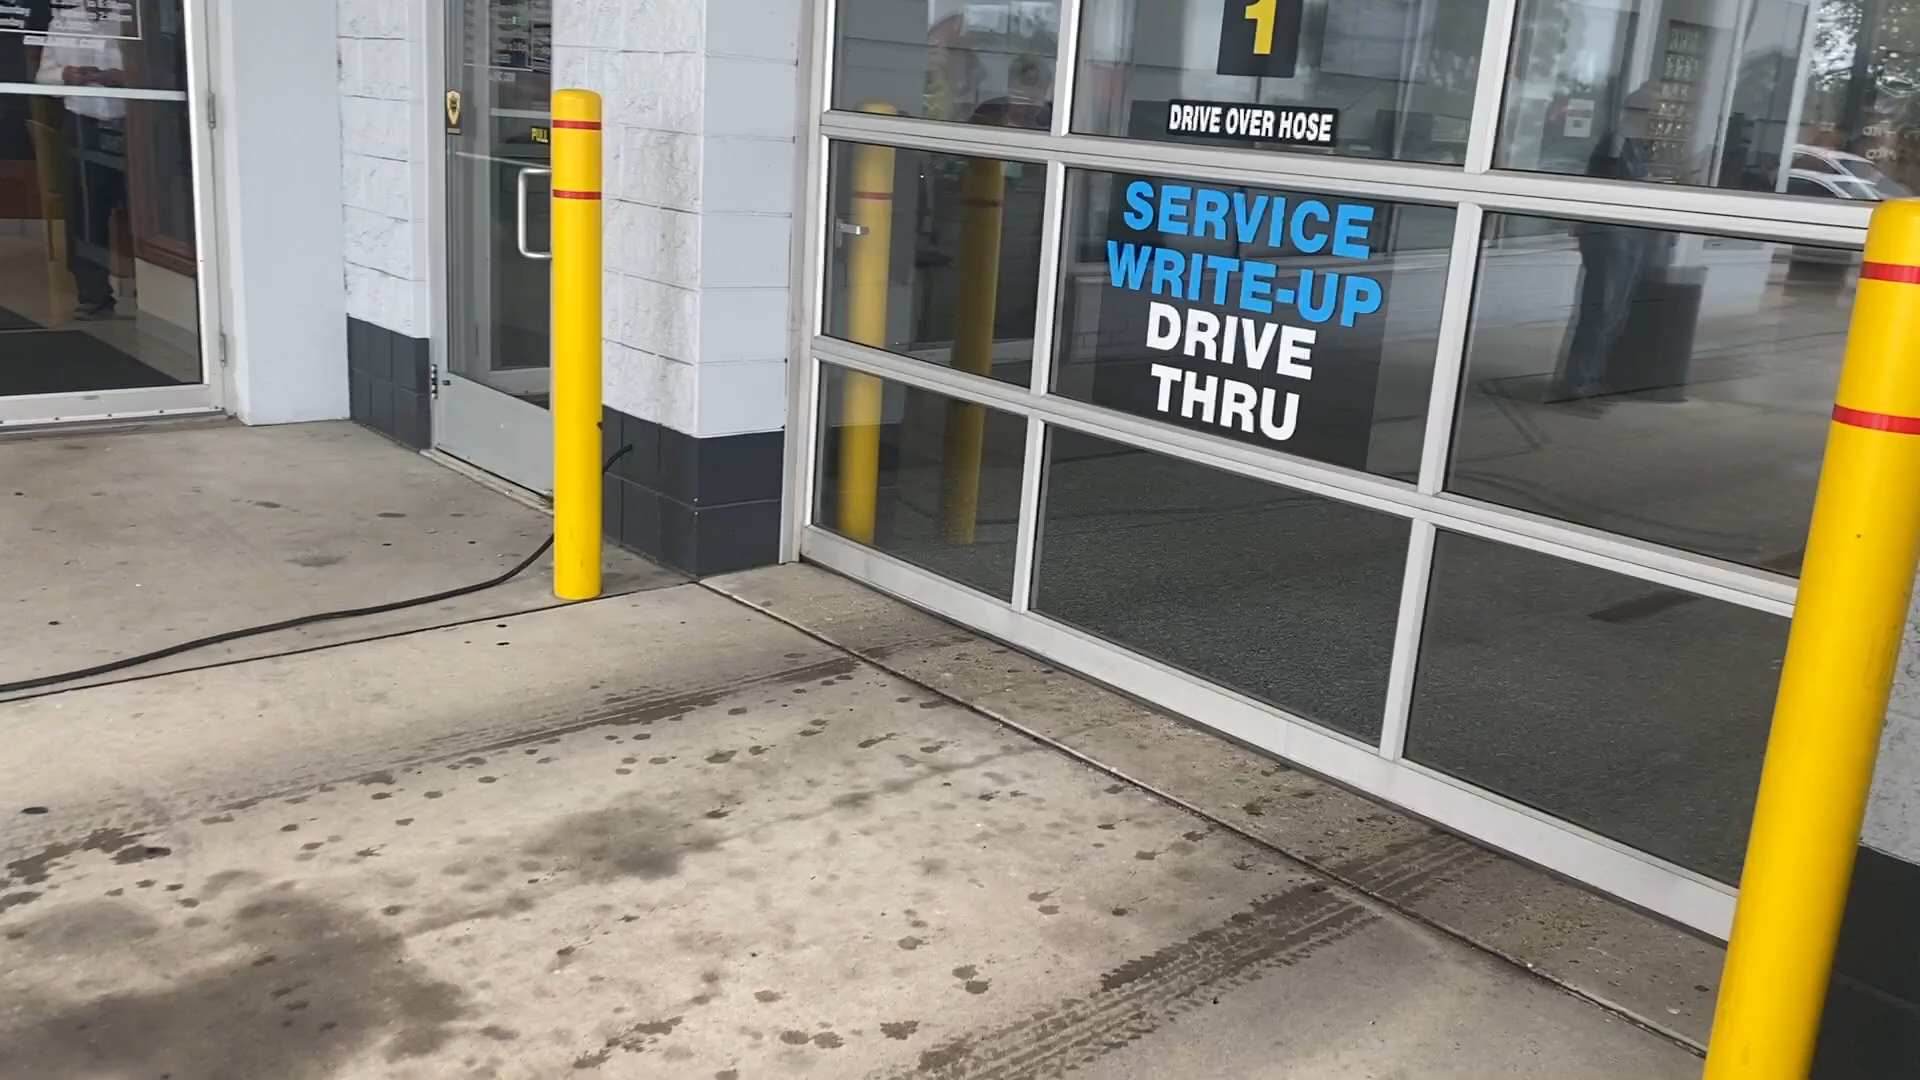 1
DRIVE OVER HOSE
SERVICE
WRITE-UP
DRIVE
THRU
PULL